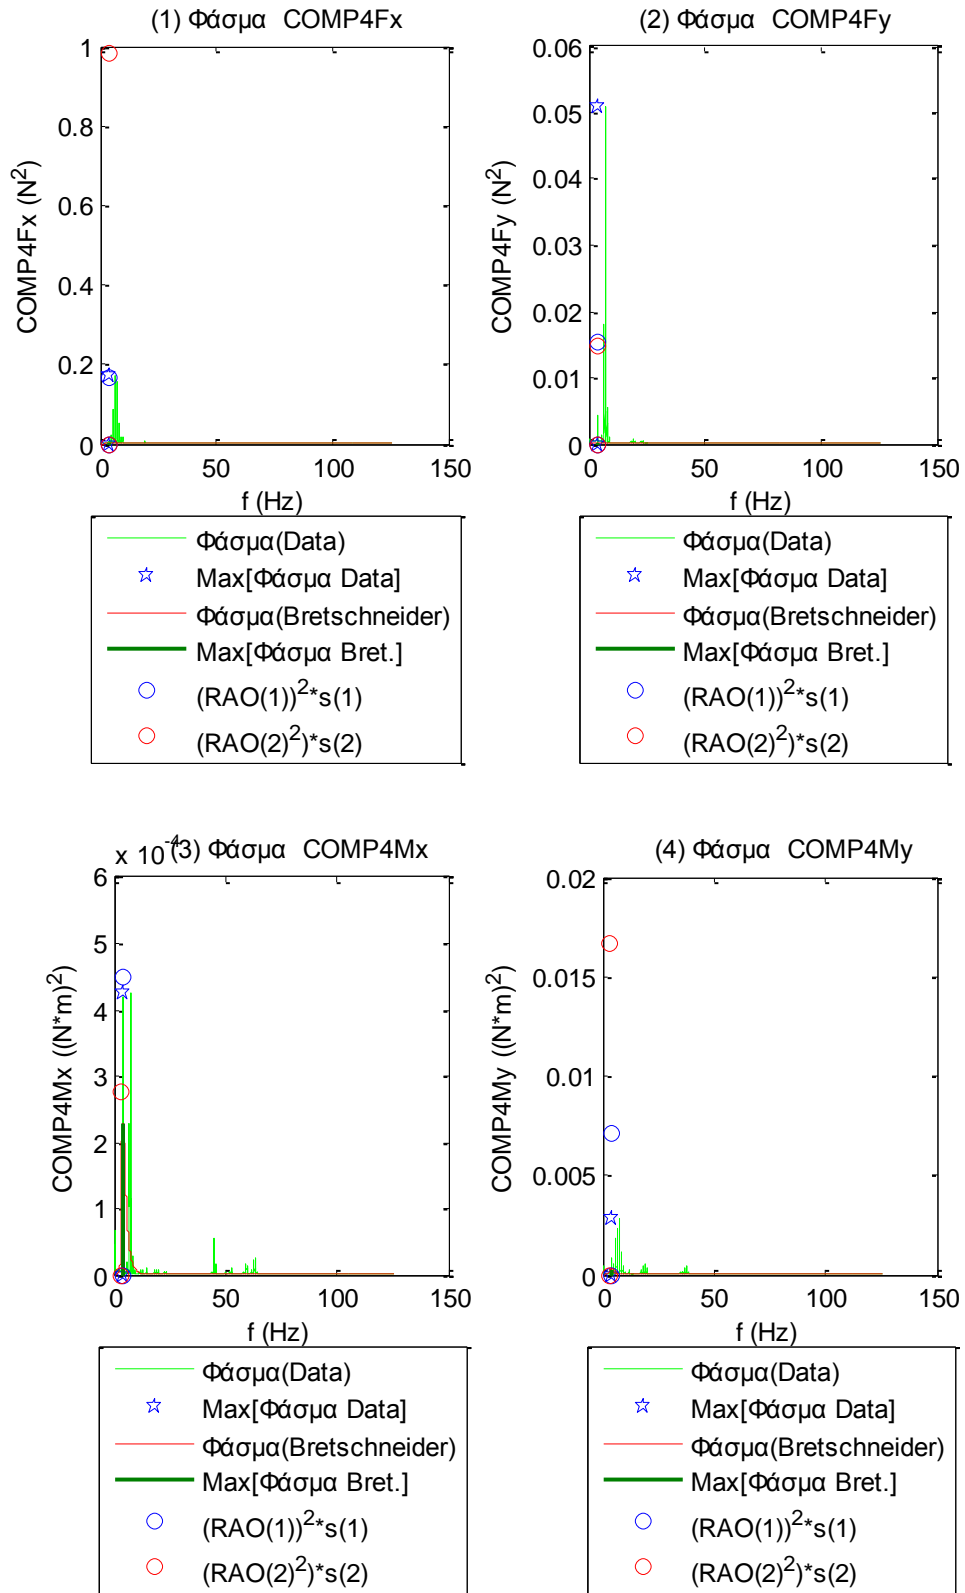 (1) Φάσμα COMP4Fx
1
0.8
0.6
0.4
0.2
0
COMP4Fx (N^2)
0 50 100 150
f (Hz)
Φάσμα(Data)
Max[Φάσμα Data]
Φάσμα(Bretschneider)
Max[Φάσμα Bret.]
(RAO(1))^2*s(1)
(RAO(2)^2)*s(2)
(2) Φάσμα COMP4Fy
0.06
0.05
0.04
0.03
0.02
0.01
0
COMP4Fy (N^2)
0 50 100 150
f (Hz)
Φάσμα(Data)
Max[Φάσμα Data]
Φάσμα(Bretschneider)
Max[Φάσμα Bret.]
(RAO(1))^2*s(1)
(RAO(2)^2)*s(2)
x 10^-4
(3) Φάσμα COMP4Mx
6
5
4
3
2
1
0
COMP4Mx ((N*m)^2)
0 50 100 150
f (Hz)
Φάσμα(Data)
Max[Φάσμα Data]
Φάσμα(Bretschneider)
Max[Φάσμα Bret.]
(RAO(1))^2*s(1)
(RAO(2)^2)*s(2)
(4) Φάσμα COMP4My
0.02
0.015
0.01
0.005
0
COMP4My ((N*m)^2)
0 50 100 150
f (Hz)
Φάσμα(Data)
Max[Φάσμα Data]
Φάσμα(Bretschneider)
Max[Φάσμα Bret.]
(RAO(1))^2*s(1)
(RAO(2)^2)*s(2)